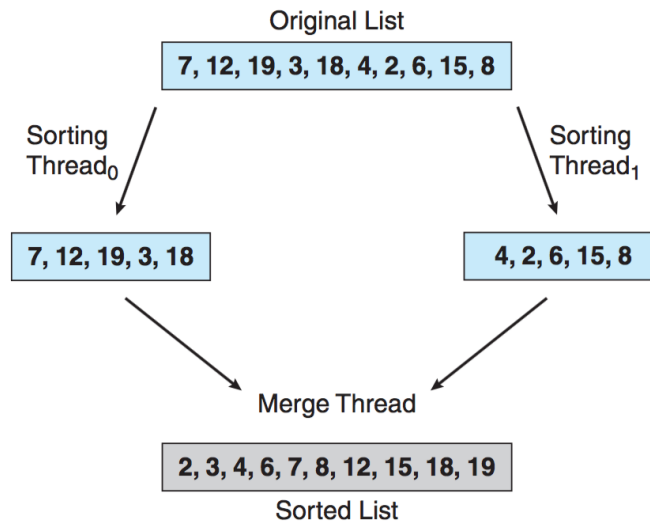 Original List
7, 12, 19, 3, 18, 4, 2, 6, 15, 8
Sorting
Thread₀
Sorting
Thread₁
7, 12, 19, 3, 18
4, 2, 6, 15, 8
Merge Thread
2, 3, 4, 6, 7, 8, 12, 15, 18, 19
Sorted List